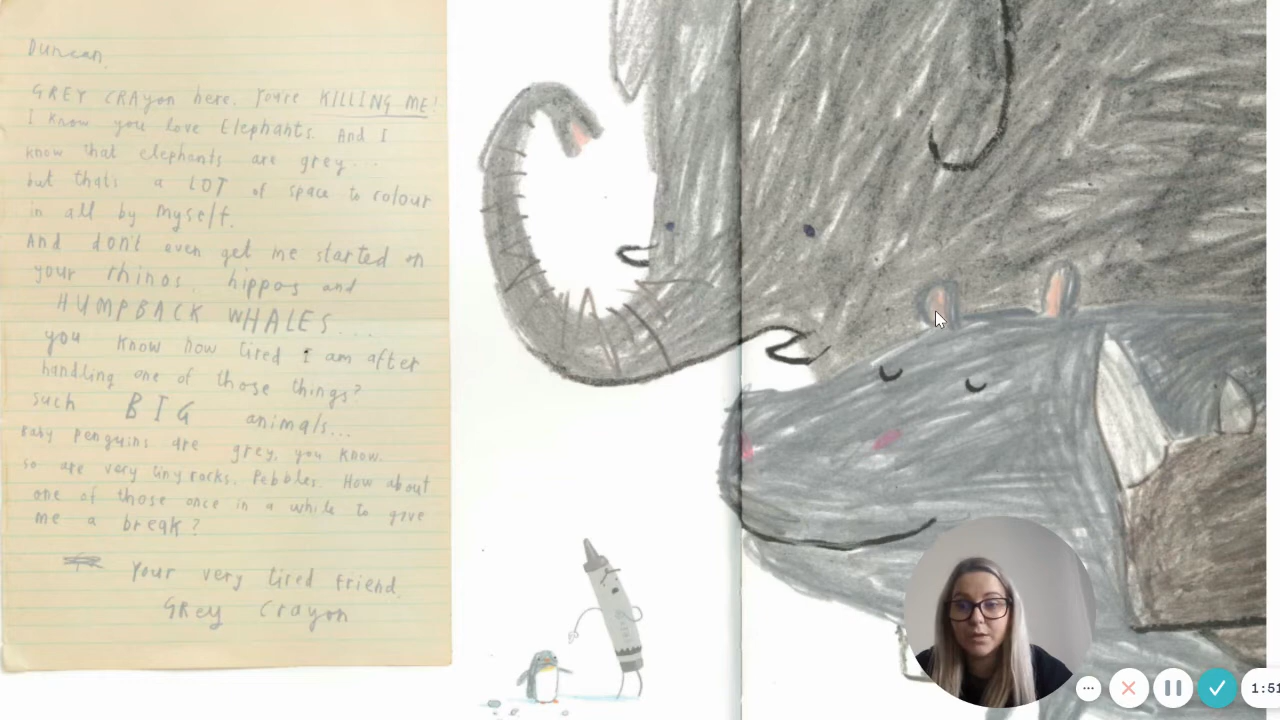 Duncan,
GREY CRAyon here. You're KILLING ME!
I know you love Elephants. And I
know that elephants are grey...
but thats a LOT of space to colour
in all by myself.
And don't even get me started on
your rhinos, hippos and
HUMPBACK WHALES...
you know how tired I am after
handling one of those things?
such BIG animals...
Baby penguins are grey, you know.
so are very tiny rocks. Pebbles. How about
one of those once in a while to give
me a break?
Your very tired friend,
Grey Crayon
1:51